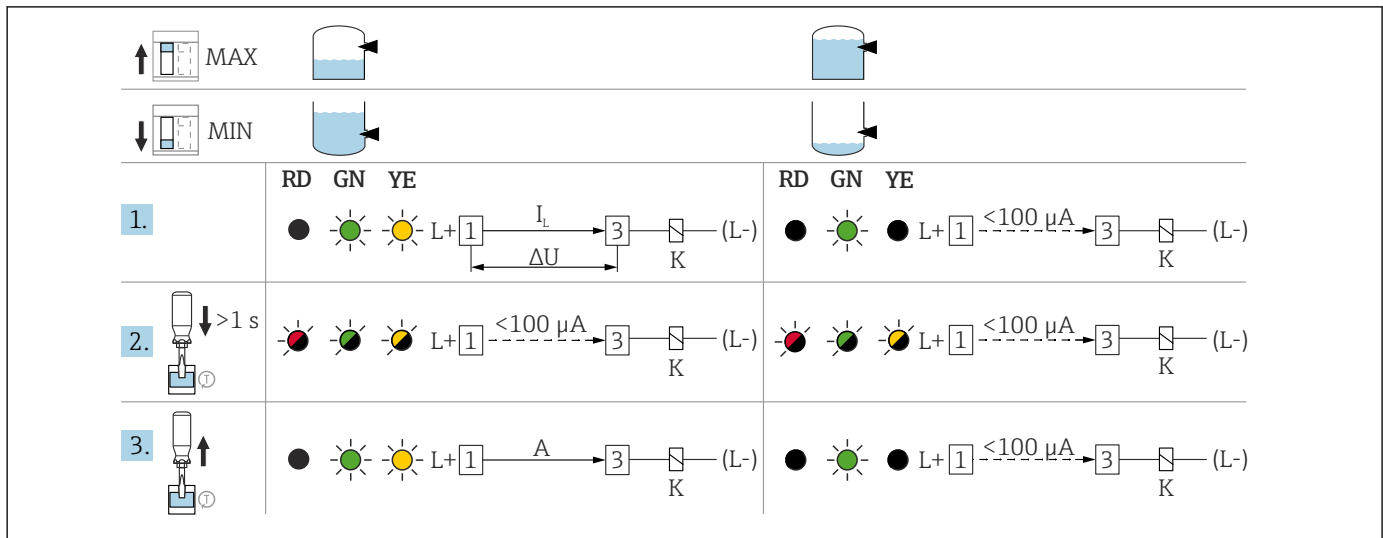 MAX
MIN
RD GN YE
RD GN YE
1.
L+ 1 I_L 3 (L-)
ΔU
K
L+ 1 <100 µA 3 (L-)
K
2.
>1 s
T
L+ 1 <100 µA 3 (L-)
K
L+ 1 <100 µA 3 (L-)
K
3.
T
L+ 1 A 3 (L-)
K
L+ 1 <100 µA 3 (L-)
K